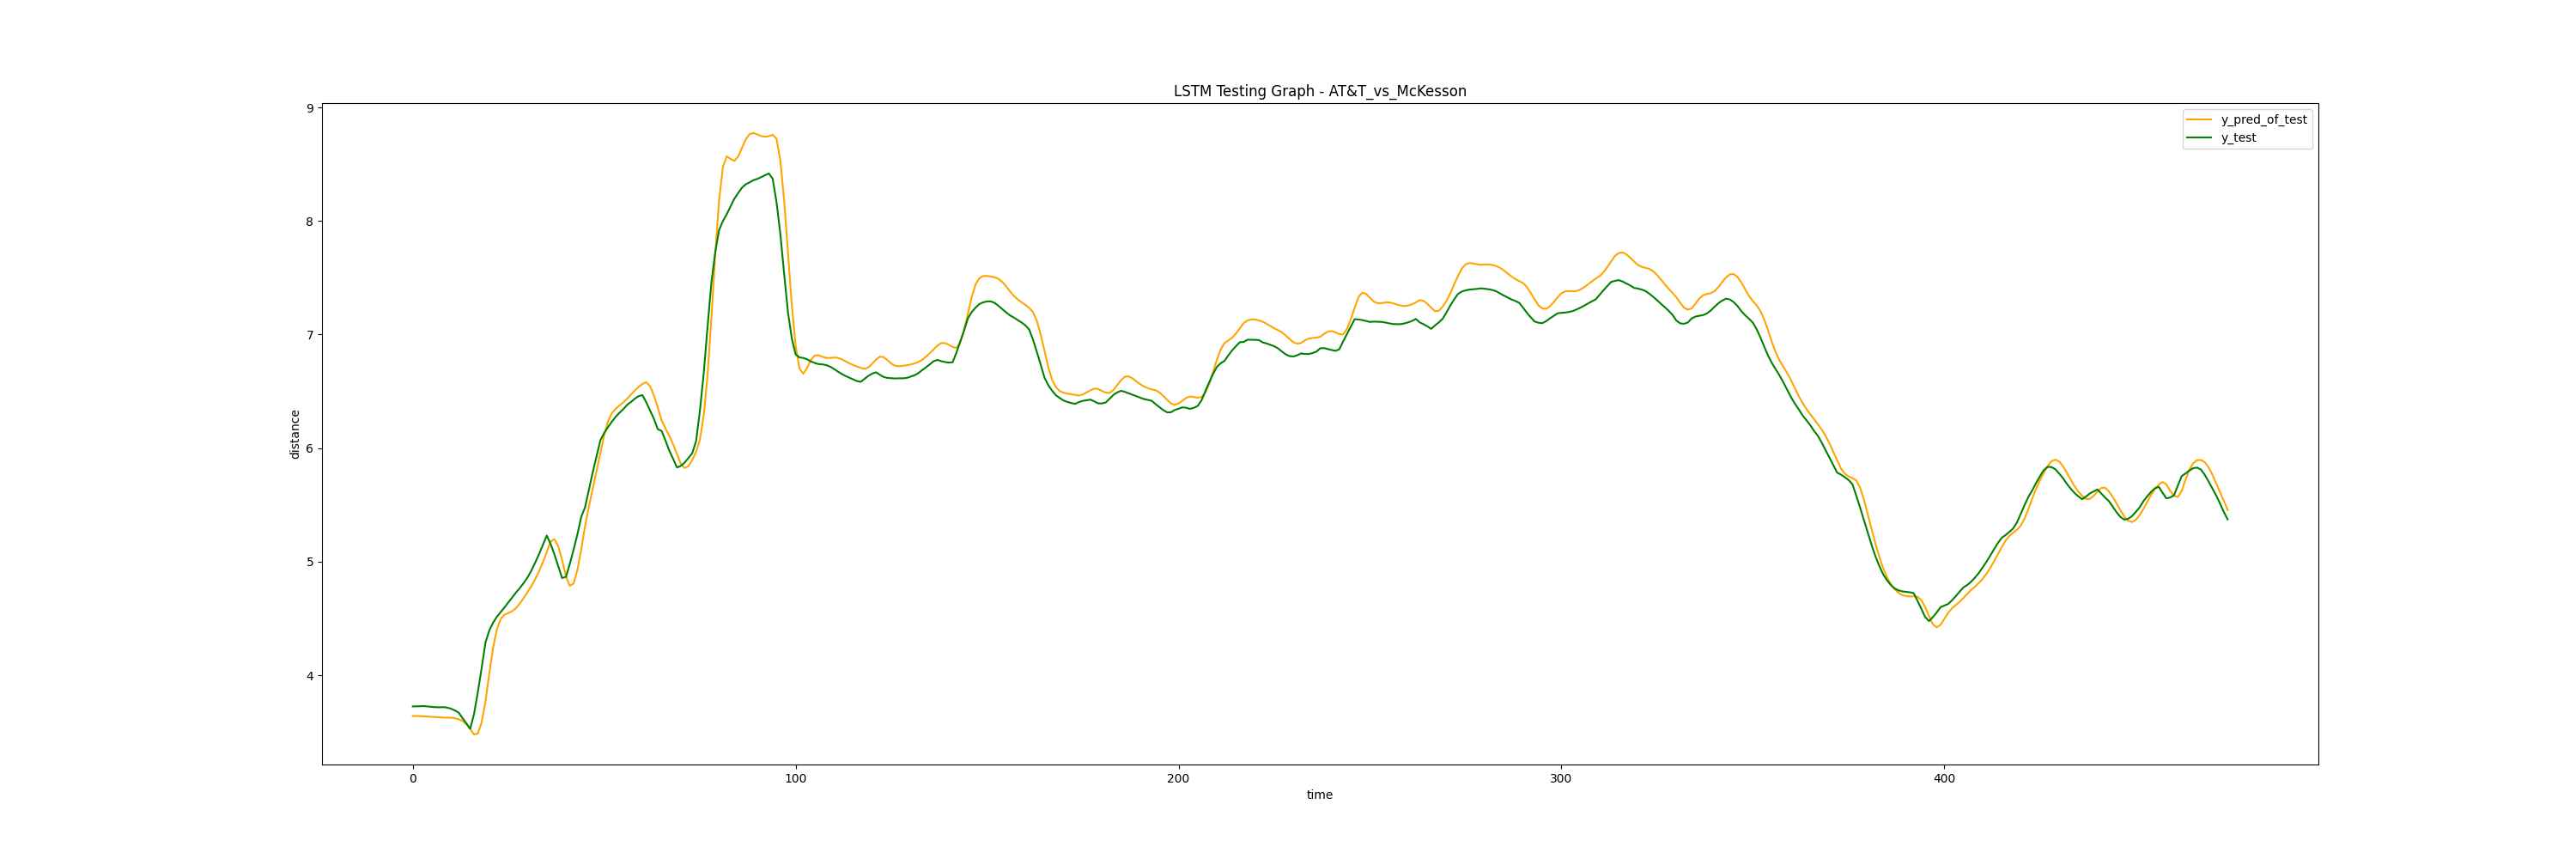 LSTM Testing Graph - AT&T_vs_McKesson
y_pred_of_test
y_test
9
8
7
6
5
4
distance
0
100
200
300
400
time